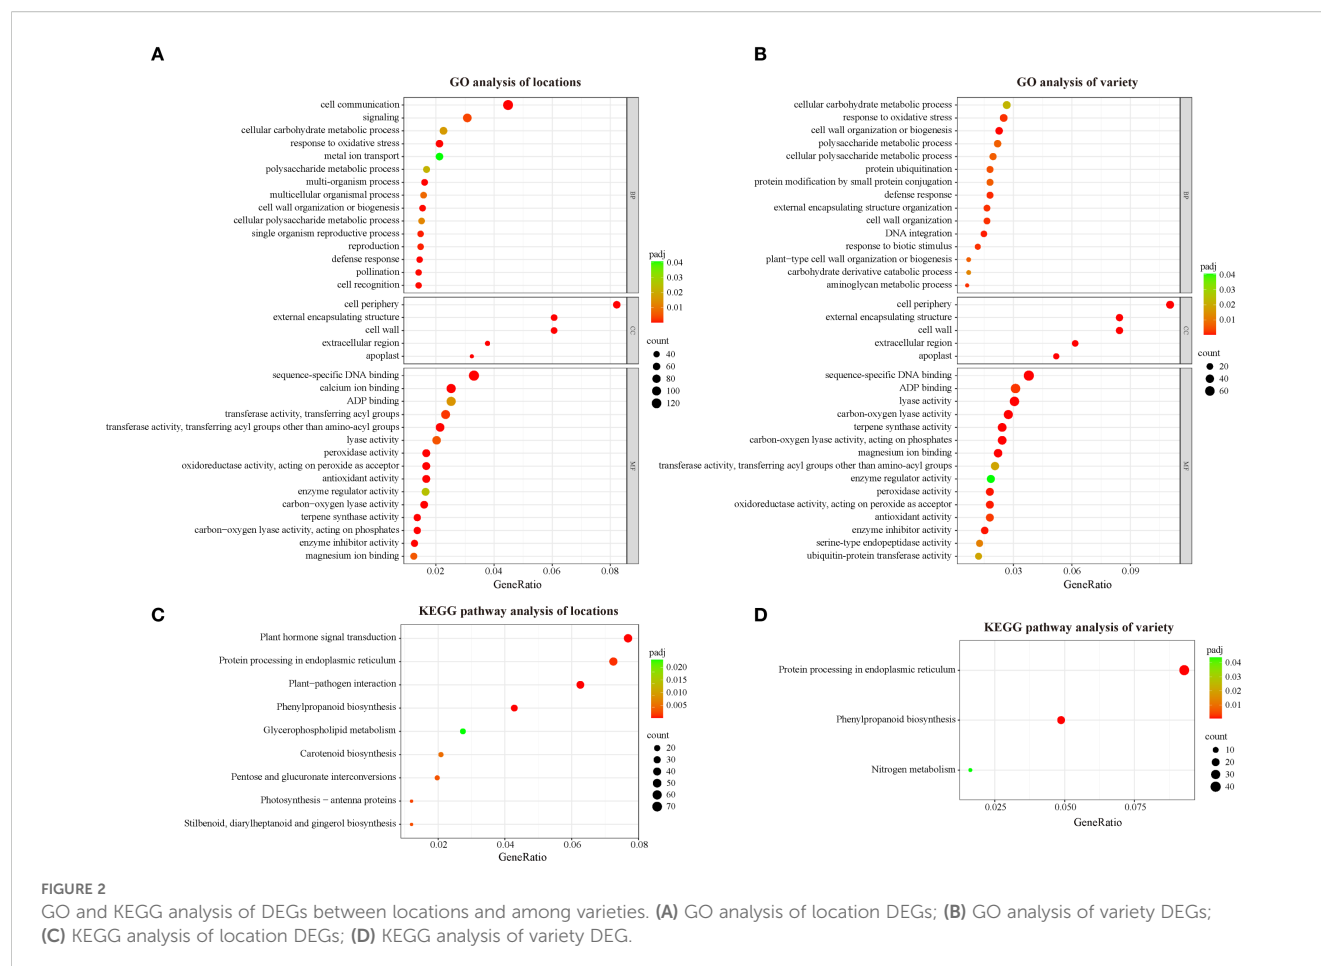 A
GO analysis of locations
cell communication
signaling
cellular carbohydrate metabolic process
response to oxidative stress
metal ion transport
polysaccharide metabolic process
multi-organism process
multicellular organismal process
cell wall organization or biogenesis
cellular polysaccharide metabolic process
single organism reproductive process
reproduction
defense response
pollination
cell recognition
BP
cell periphery
external encapsulating structure
cell wall
extracellular region
apoplast
CC
sequence-specific DNA binding
calcium ion binding
ADP binding
transferase activity, transferring acyl groups
transferase activity, transferring acyl groups other than amino-acyl groups
lyase activity
peroxidase activity
oxidoreductase activity, acting on peroxide as acceptor
antioxidant activity
enzyme regulator activity
carbon−oxygen lyase activity
terpene synthase activity
carbon−oxygen lyase activity, acting on phosphates
enzyme inhibitor activity
magnesium ion binding
MF
0.02 0.04 0.06 0.08
GeneRatio
padj
0.04
0.03
0.02
0.01
count
40
60
80
100
120
B
GO analysis of variety
cellular carbohydrate metabolic process
response to oxidative stress
cell wall organization or biogenesis
polysaccharide metabolic process
cellular polysaccharide metabolic process
protein ubiquitination
protein modification by small protein conjugation
defense response
external encapsulating structure organization
cell wall organization
DNA integration
response to biotic stimulus
plant-type cell wall organization or biogenesis
carbohydrate derivative catabolic process
aminoglycan metabolic process
BP
cell periphery
external encapsulating structure
cell wall
extracellular region
apoplast
CC
sequence-specific DNA binding
ADP binding
lyase activity
carbon-oxygen lyase activity
terpene synthase activity
carbon-oxygen lyase activity, acting on phosphates
magnesium ion binding
transferase activity, transferring acyl groups other than amino-acyl groups
enzyme regulator activity
peroxidase activity
oxidoreductase activity, acting on peroxide as acceptor
antioxidant activity
enzyme inhibitor activity
serine-type endopeptidase activity
ubiquitin-protein transferase activity
MF
0.03 0.06 0.09
GeneRatio
padj
0.04
0.03
0.02
0.01
count
20
40
60
C
KEGG pathway analysis of locations
Plant hormone signal transduction
Protein processing in endoplasmic reticulum
Plant−pathogen interaction
Phenylpropanoid biosynthesis
Glycerophospholipid metabolism
Carotenoid biosynthesis
Pentose and glucuronate interconversions
Photosynthesis − antenna proteins
Stilbenoid, diarylheptanoid and gingerol biosynthesis
0.02 0.04 0.06 0.08
GeneRatio
padj
0.020
0.015
0.010
0.005
count
20
30
40
50
60
70
D
KEGG pathway analysis of variety
Protein processing in endoplasmic reticulum
Phenylpropanoid biosynthesis
Nitrogen metabolism
0.025 0.050 0.075
GeneRatio
padj
0.04
0.03
0.02
0.01
count
10
20
30
40
FIGURE 2
GO and KEGG analysis of DEGs between locations and among varieties. (A) GO analysis of location DEGs; (B) GO analysis of variety DEGs;
(C) KEGG analysis of location DEGs; (D) KEGG analysis of variety DEG.